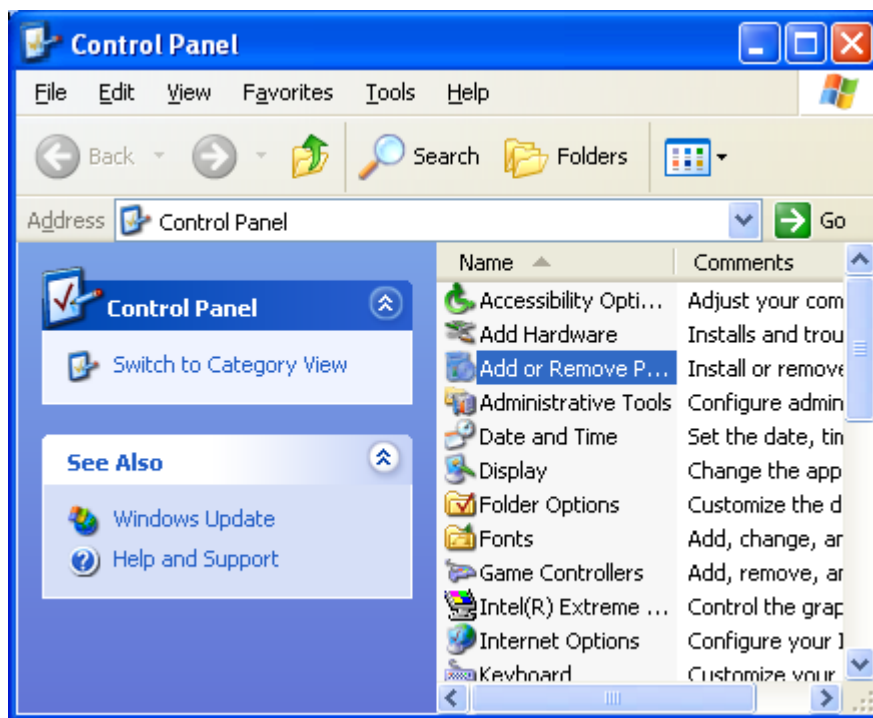 Control Panel
File Edit View Favorites Tools Help
Back Search Folders
Address Control Panel Go
Control Panel
Switch to Category View
See Also
Windows Update
Help and Support
Name Comments
Accessibility Opti... Adjust your com
Add Hardware Installs and trou
Add or Remove P... Install or remove
Administrative Tools Configure admin
Date and Time Set the date, tim
Display Change the app
Folder Options Customize the d
Fonts Add, change, an
Game Controllers Add, remove, an
Intel(R) Extreme ... Control the grap
Internet Options Configure your I
Keyboard Customize your